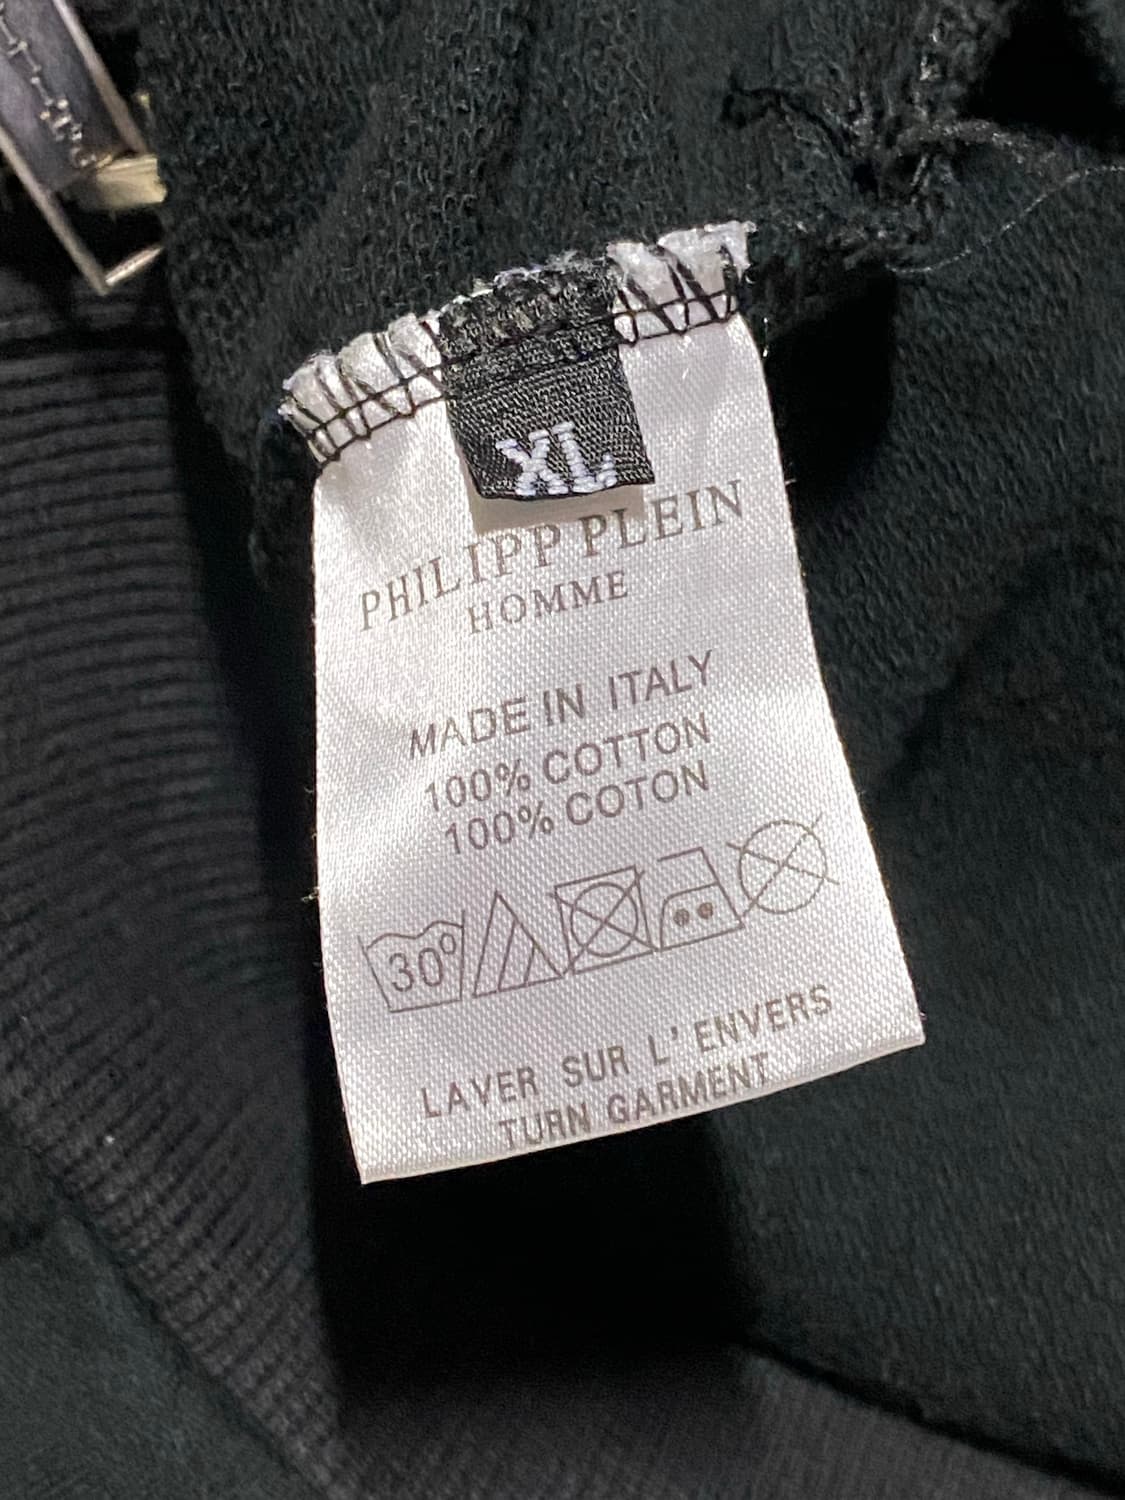 XL
PHILIPP PLEIN
HOMME
MADE IN ITALY
100% COTTON
100% COTON
30°
LAVER SUR L' ENVERS
TURN GARMENT